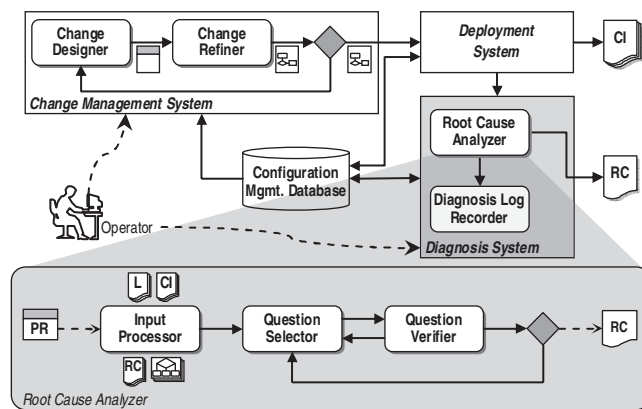 Change
Designer
Change
Refiner
Change Management System
Deployment
System
CI
Root Cause
Analyzer
RC
Configuration
Mgmt. Database
Diagnosis Log
Recorder
Diagnosis System
Operator
L
CI
PR
Input
Processor
RC
Question
Selector
Question
Verifier
RC
Root Cause Analyzer